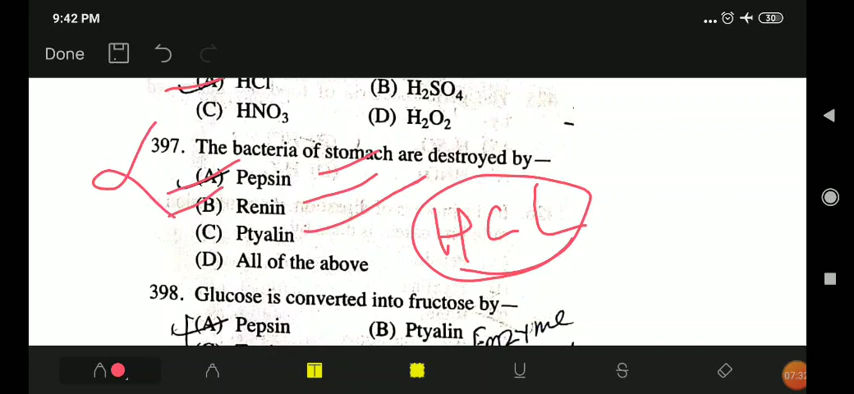 9:42 PM
30
Done
(A) HCl (B) H₂SO₄
(C) HNO₃ (D) H₂O₂
397. The bacteria of stomach are destroyed by—
(A) Pepsin
(B) Renin
(C) Ptyalin
(D) All of the above
HCL
398. Glucose is converted into fructose by—
(A) Pepsin (B) Ptyalin Enzyme
T
U
S
07:32